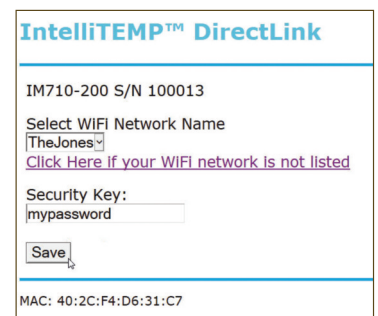 IntelliTEMP™ DirectLink
IM710-200 S/N 100013
Select WiFi Network Name
TheJones
Click Here if your WiFi network is not listed
Security Key:
mypassword
Save
MAC: 40:2C:F4:D6:31:C7